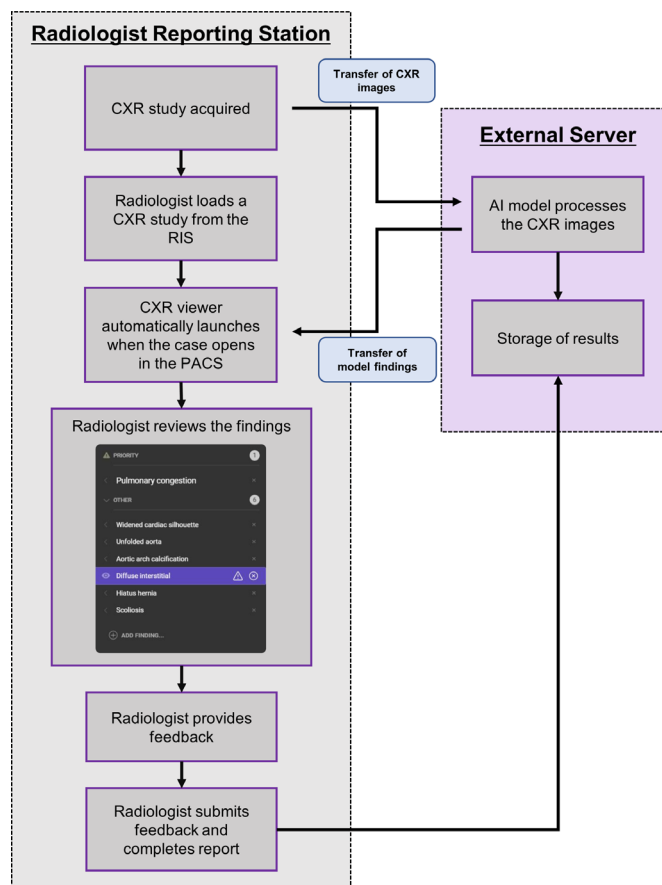 Radiologist Reporting Station
CXR study acquired
Transfer of CXR
images
External Server
Radiologist loads a
CXR study from the
RIS
AI model processes
the CXR images
CXR viewer
automatically launches
when the case opens
in the PACS
Transfer of
model findings
Storage of results
Radiologist reviews the findings
PRIORITY 1
Pulmonary congestion
OTHER 6
Widened cardiac silhouette
Unfolded aorta
Aortic arch calcification
Diffuse interstitial
Hiatus hernia
Scoliosis
ADD FINDING...
Radiologist provides
feedback
Radiologist submits
feedback and
completes report